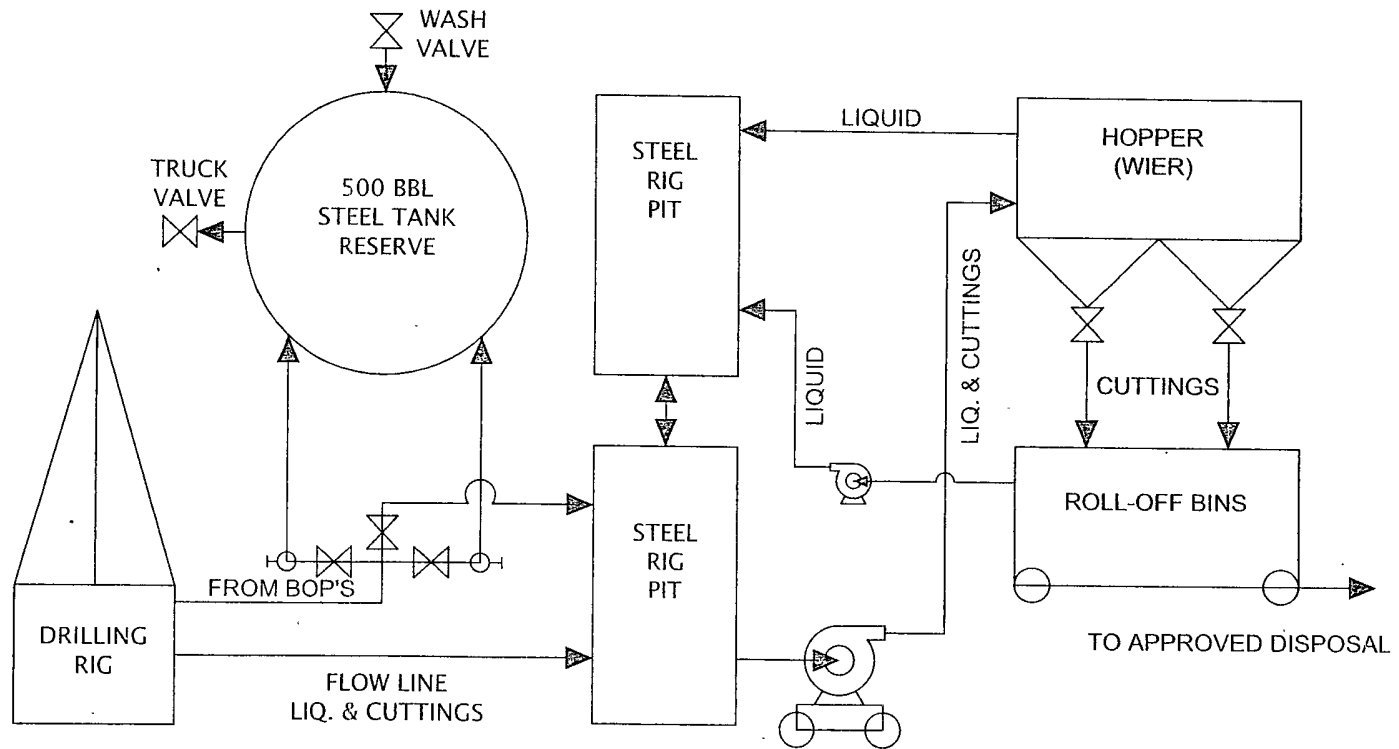 WASH
VALVE
TRUCK
VALVE
500 BBL
STEEL TANK
RESERVE
STEEL
RIG
PIT
LIQUID
HOPPER
(WIER)
LIQUID
LIQ. & CUTTINGS
CUTTINGS
ROLL-OFF BINS
FROM BOP'S
STEEL
RIG
PIT
DRILLING
RIG
FLOW LINE
LIQ. & CUTTINGS
TO APPROVED DISPOSAL